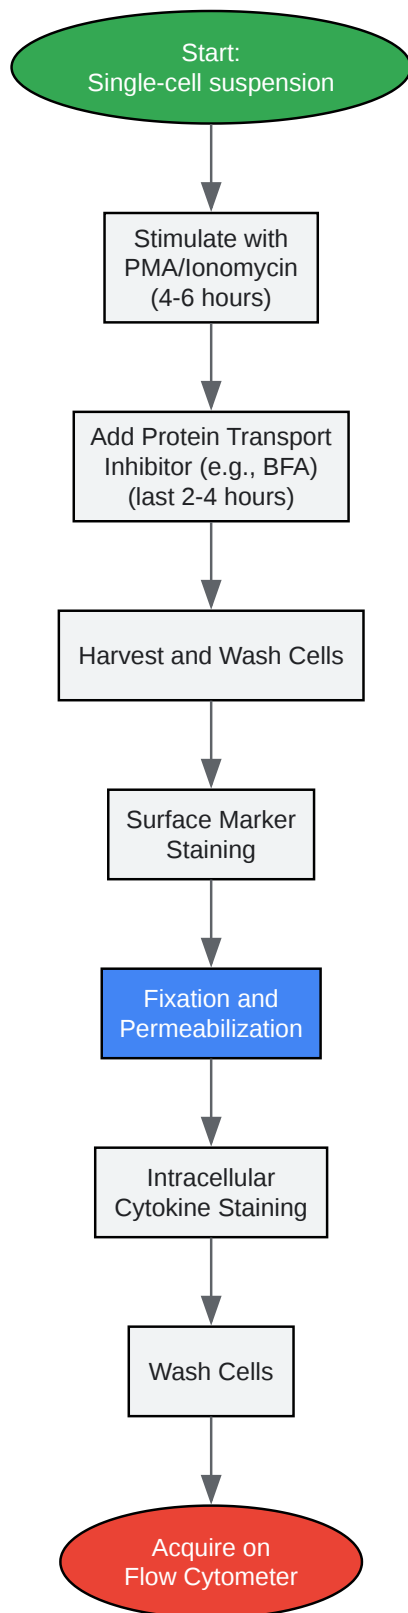 Start:
Single-cell suspension
Stimulate with
PMA/Ionomycin
(4-6 hours)
Add Protein Transport
Inhibitor (e.g., BFA)
(last 2-4 hours)
Harvest and Wash Cells
Surface Marker
Staining
Fixation and
Permeabilization
Intracellular
Cytokine Staining
Wash Cells
Acquire on
Flow Cytometer